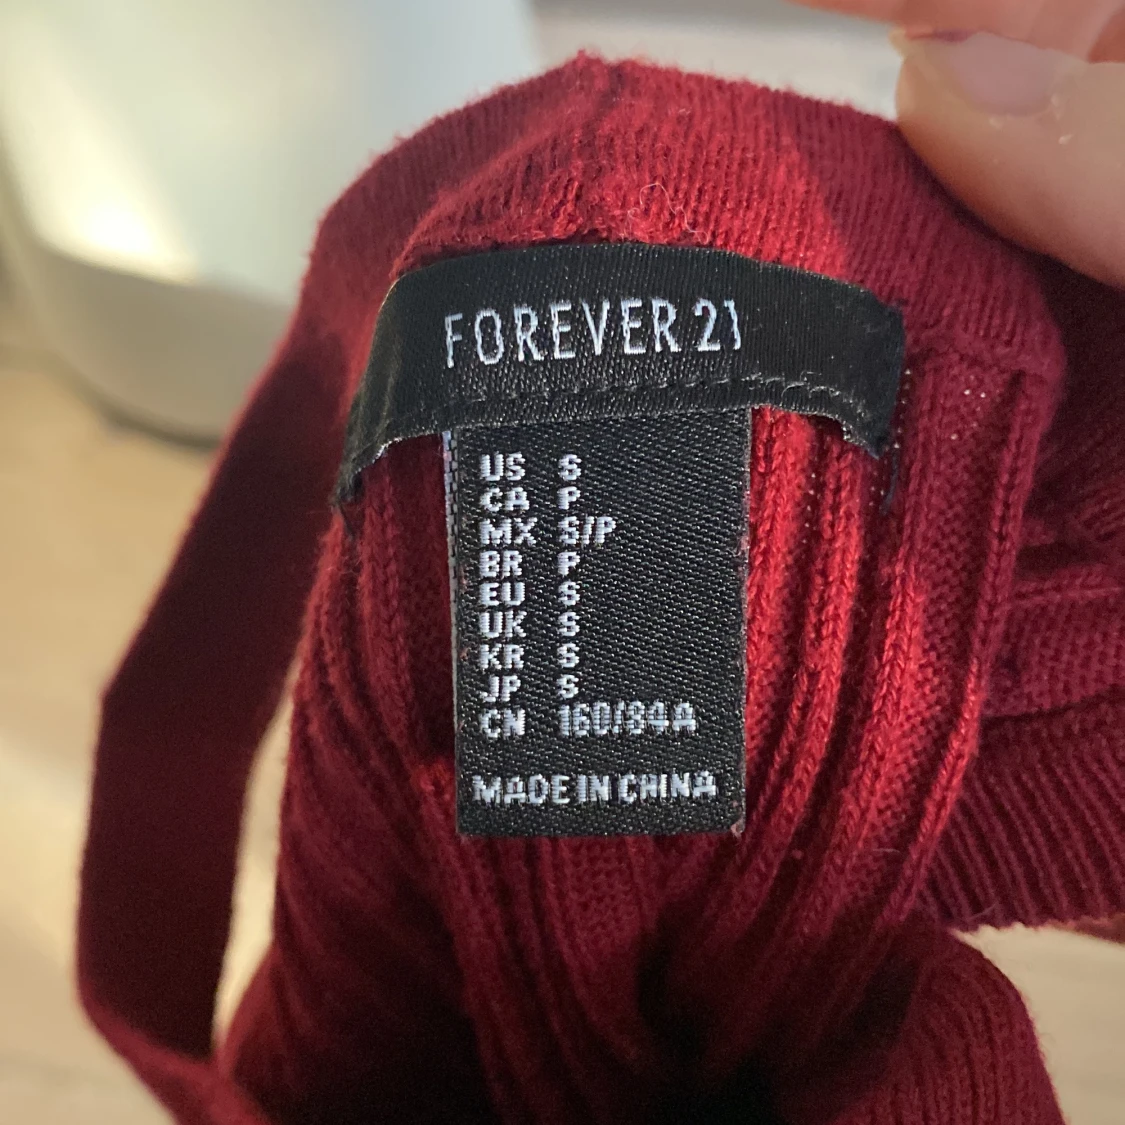 FOREVER 21
US S
CA P
MX S/P
BR P
EU S
UK S
KR S
JP S
CN 160/84A
MADE IN CHINA